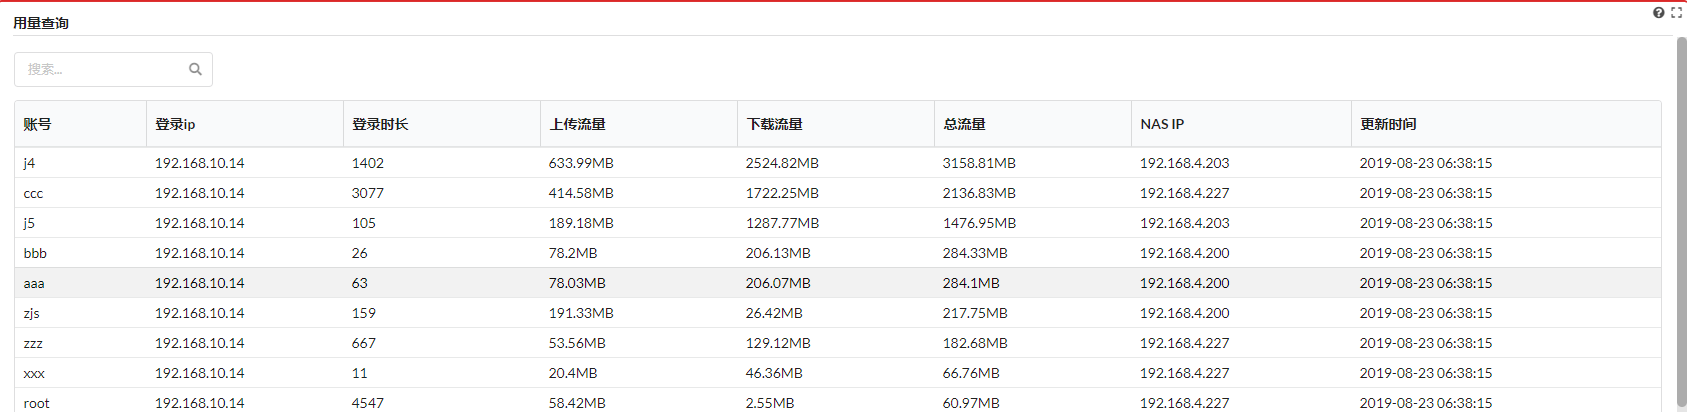 用量查询
搜索...
账号 登录ip 登录时长 上传流量 下载流量 总流量 NAS IP 更新时间
j4 192.168.10.14 1402 633.99MB 2524.82MB 3158.81MB 192.168.4.203 2019-08-23 06:38:15
ccc 192.168.10.14 3077 414.58MB 1722.25MB 2136.83MB 192.168.4.227 2019-08-23 06:38:15
j5 192.168.10.14 105 189.18MB 1287.77MB 1476.95MB 192.168.4.203 2019-08-23 06:38:15
bbb 192.168.10.14 26 78.2MB 206.13MB 284.33MB 192.168.4.200 2019-08-23 06:38:15
aaa 192.168.10.14 63 78.03MB 206.07MB 284.1MB 192.168.4.200 2019-08-23 06:38:15
zjs 192.168.10.14 159 191.33MB 26.42MB 217.75MB 192.168.4.200 2019-08-23 06:38:15
zzz 192.168.10.14 667 53.56MB 129.12MB 182.68MB 192.168.4.227 2019-08-23 06:38:15
xxx 192.168.10.14 11 20.4MB 46.36MB 66.76MB 192.168.4.227 2019-08-23 06:38:15
root 192.168.10.14 4547 58.42MB 2.55MB 60.97MB 192.168.4.227 2019-08-23 06:38:15